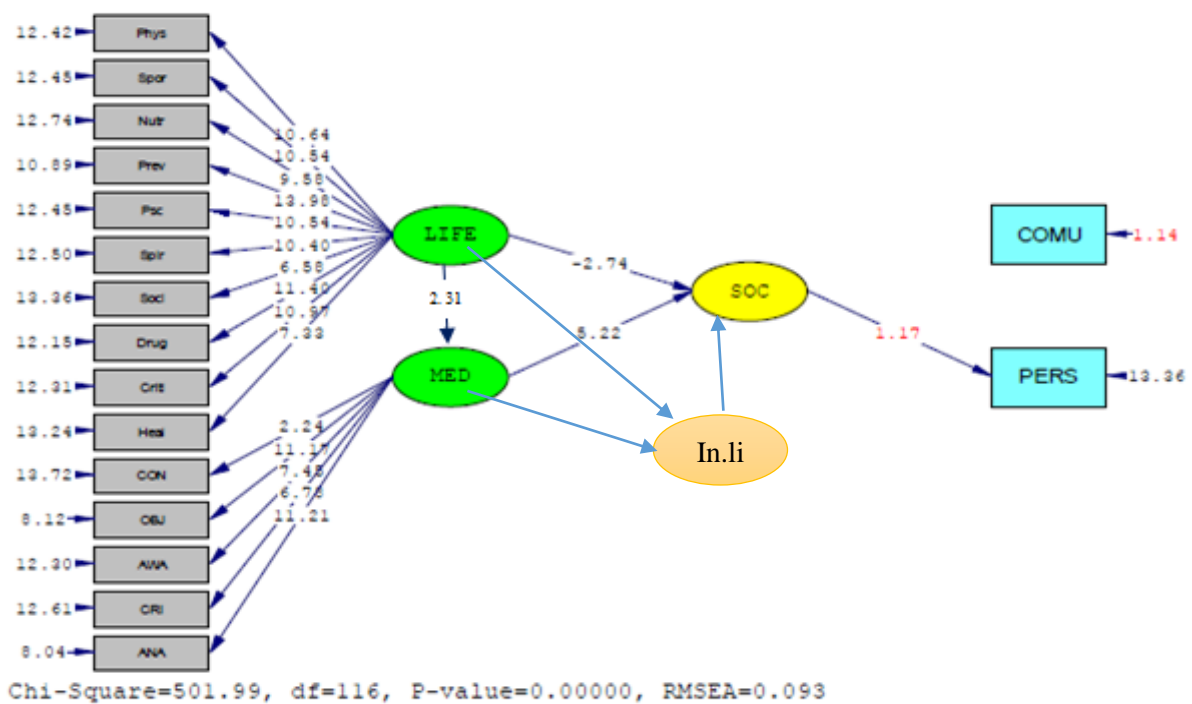 12.42 Phys
12.45 Spor
12.74 Nutr
10.89 Prev
12.45 Psc
12.50 Spir
13.36 Soci
12.15 Drug
12.31 Crit
13.24 Heal
13.72 CON
8.12 OBJ
12.30 AWA
12.61 CRI
8.04 ANA
10.64
10.54
9.58
13.98
10.54
10.40
6.58
11.40
10.97
7.33
2.24
11.17
7.48
6.78
11.21
LIFE
2.31
MED
-2.74
5.22
SOC
In.li
1.17
COMU 1.14
PERS 13.36
Chi-Square=501.99, df=116, P-value=0.00000, RMSEA=0.093